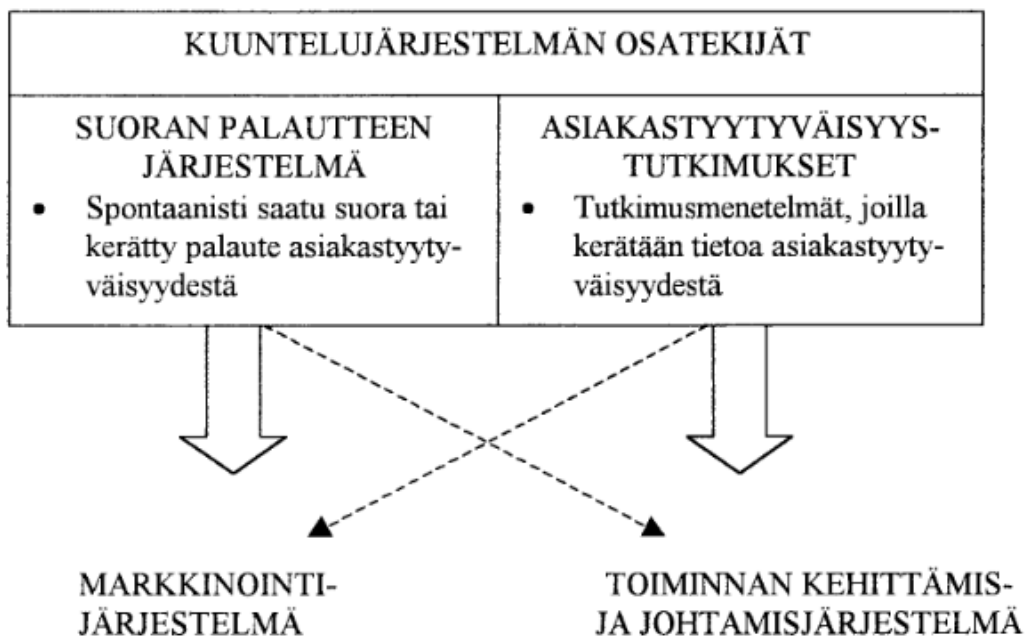 KUUNTELUJÄRJESTELMÄN OSATEKIJÄT
SUORAN PALAUTTEEN
JÄRJESTELMÄ
• Spontaanisti saatu suora tai
kerätty palaute asiakastyyty-
väisyydestä
ASIAKASTYYTYVÄISYYS-
TUTKIMUKSET
• Tutkimusmenetelmät, joilla
kerätään tietoa asiakastyyty-
väisyydestä
MARKKINOINTI-
JÄRJESTELMÄ
TOIMINNAN KEHITTÄMIS-
JA JOHTAMISJÄRJESTELMÄ